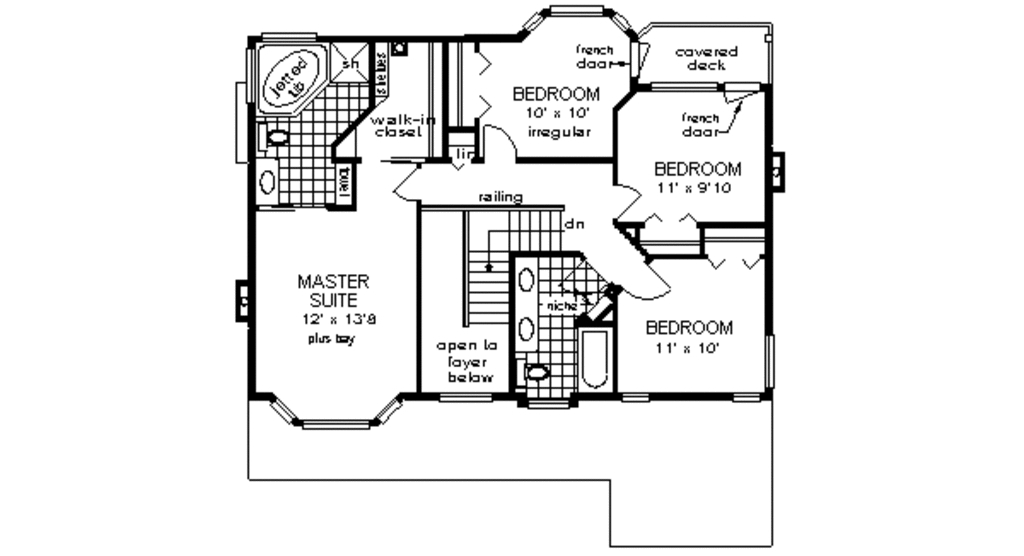 jetted
tub
sh
shelves
walk-in
closet
linen
lin
BEDROOM
10' x 10'
irregular
french
door
covered
deck
french
door
BEDROOM
11' x 9'10
railing
dn
MASTER
SUITE
12' x 13'8
plus bay
niche
open to
foyer
below
BEDROOM
11' x 10'